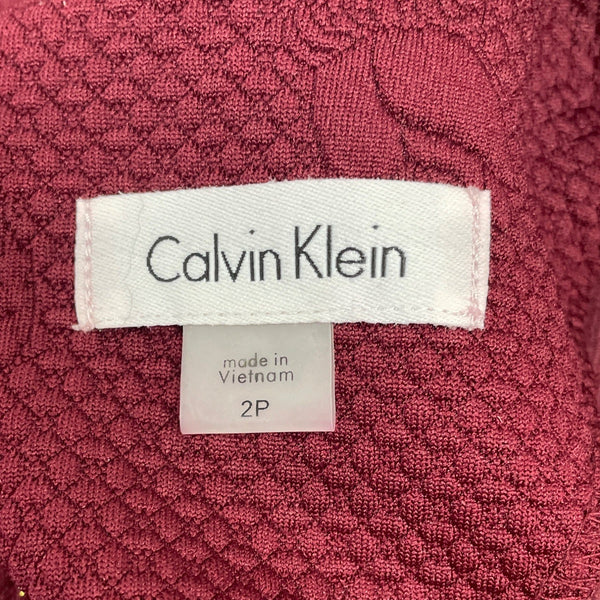 Calvin Klein
made in
Vietnam
2P